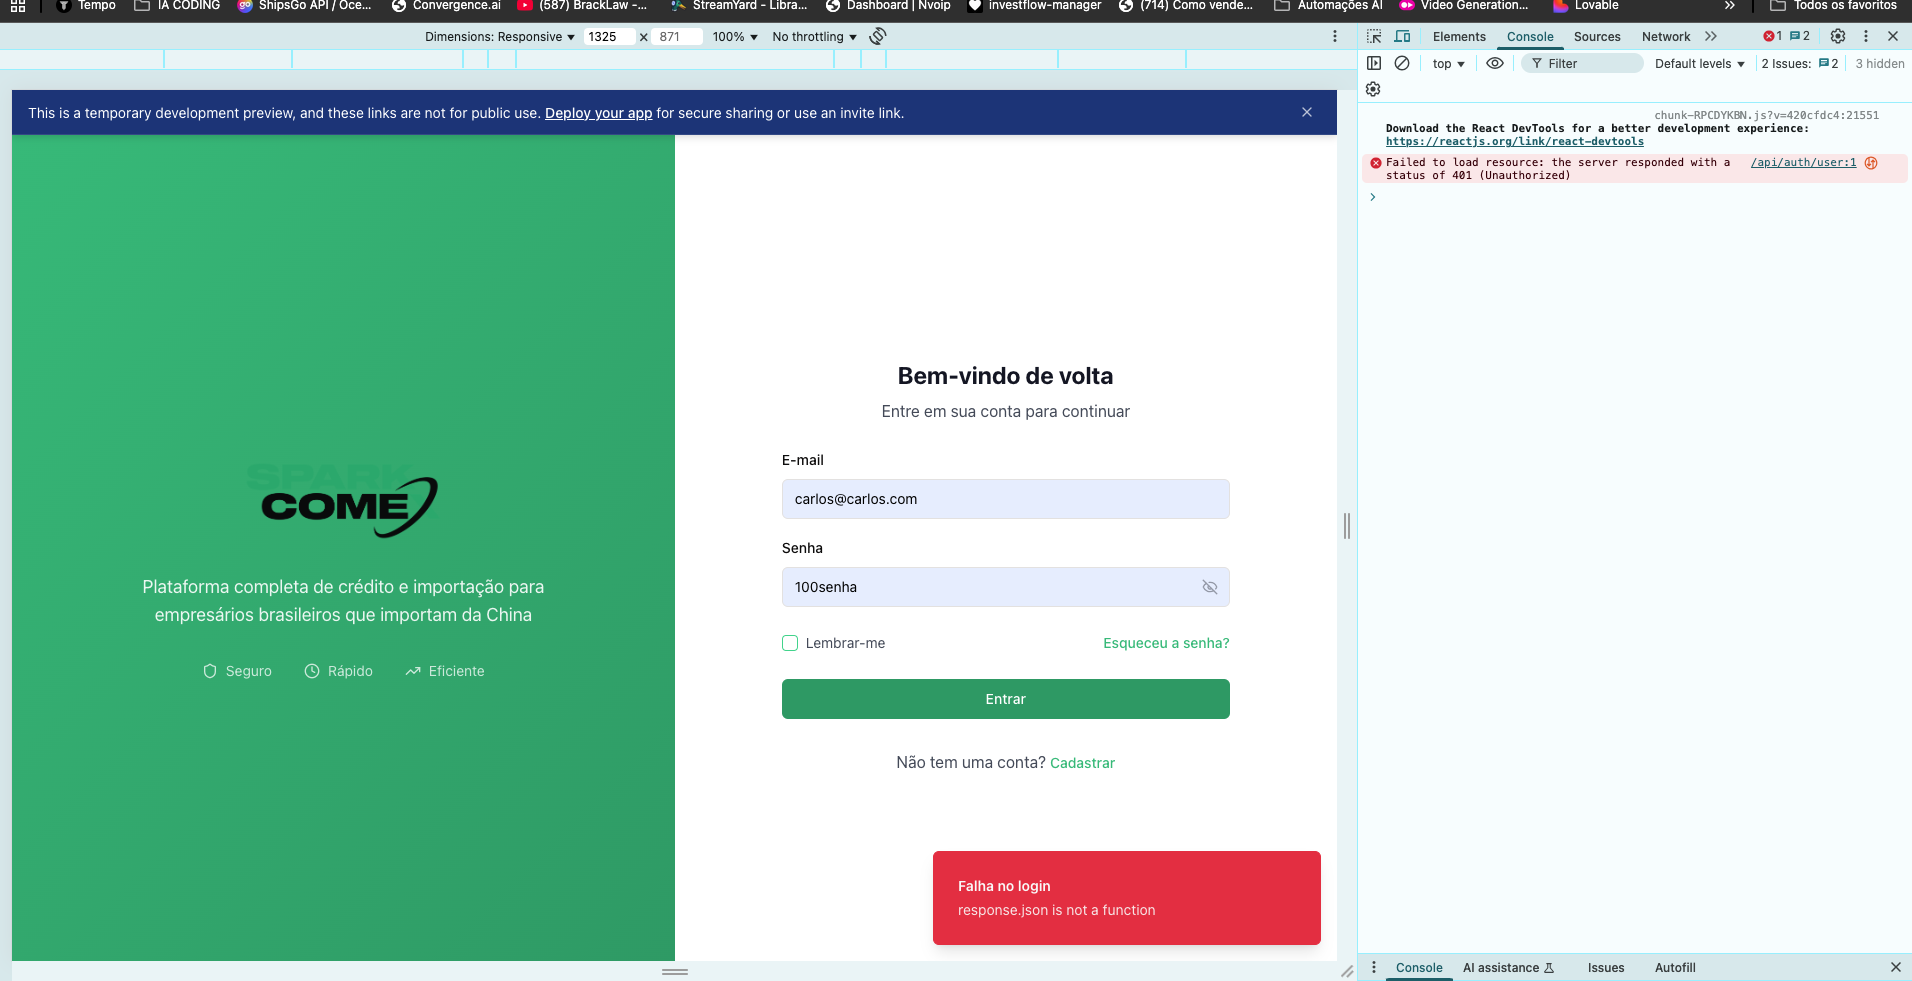 Tempo
IA CODING
ShipsGo API / Oce...
Convergence.ai
(587) BrackLaw -...
StreamYard - Libra...
Dashboard | Nvoip
investflow-manager
(714) Como vende...
Automações AI
Video Generation...
Lovable
»
Todos os favoritos
Dimensions: Responsive ▼ 1325 × 871 100% ▼ No throttling ▼
Elements Console Sources Network » 1 2
top ▼ Filter Default levels ▼ 2 Issues: 2 3 hidden
This is a temporary development preview, and these links are not for public use. Deploy your app for secure sharing or use an invite link.
chunk-RPCDYKBN.js?v=420cfdc4:21551
Download the React DevTools for a better development experience:
https://reactjs.org/link/react-devtools
Failed to load resource: the server responded with a /api/auth/user:1
status of 401 (Unauthorized)
SPARK
COME
Plataforma completa de crédito e importação para
empresários brasileiros que importam da China
Seguro Rápido Eficiente
Bem-vindo de volta
Entre em sua conta para continuar
E-mail
carlos@carlos.com
Senha
100senha
Lembrar-me Esqueceu a senha?
Entrar
Não tem uma conta? Cadastrar
Falha no login
response.json is not a function
Console AI assistance Issues Autofill